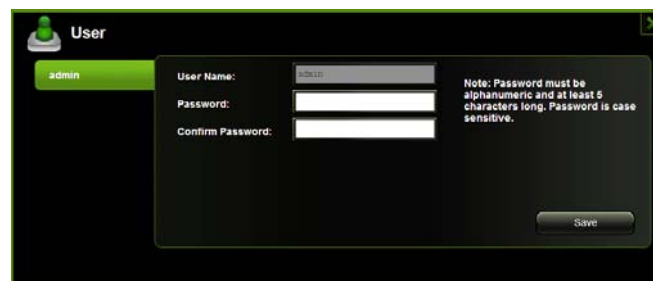 User
admin
User Name:
admin
Password:
Confirm Password:
Note: Password must be
alphanumeric and at least 5
characters long. Password is case
sensitive.
Save